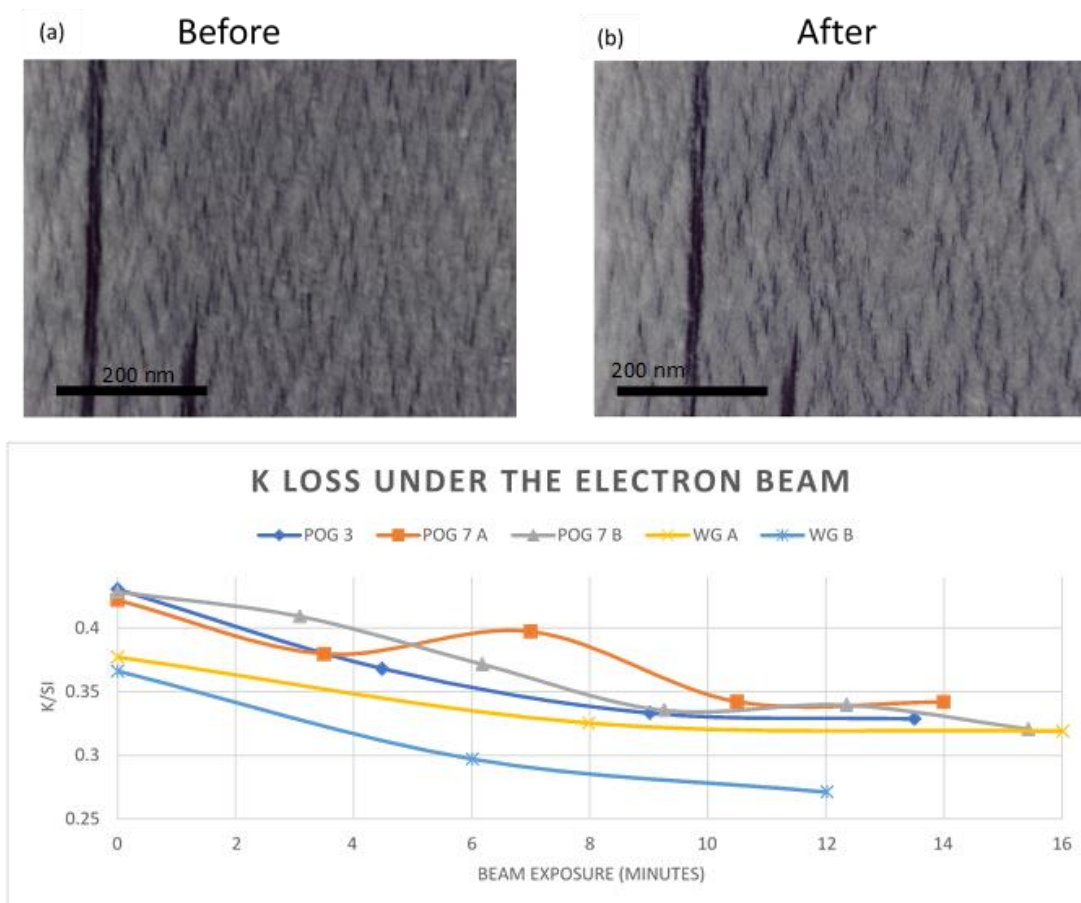 (a) Before
(b) After
200 nm
200 nm
K LOSS UNDER THE ELECTRON BEAM
POG 3 POG 7 A POG 7 B WG A WG B
0.4
0.35
0.3
0.25
K/SI
0 2 4 6 8 10 12 14 16
BEAM EXPOSURE (MINUTES)